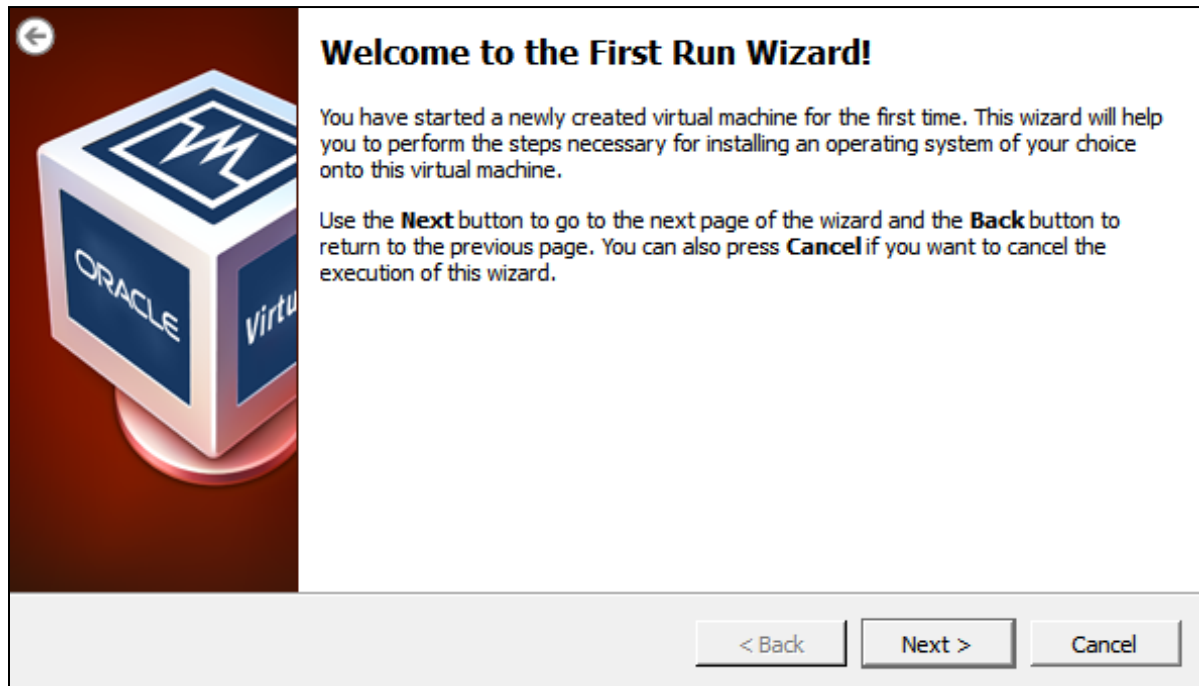 Welcome to the First Run Wizard!
You have started a newly created virtual machine for the first time. This wizard will help
you to perform the steps necessary for installing an operating system of your choice
onto this virtual machine.
Use the Next button to go to the next page of the wizard and the Back button to
return to the previous page. You can also press Cancel if you want to cancel the
execution of this wizard.
ORACLE
Virtu
< Back
Next >
Cancel